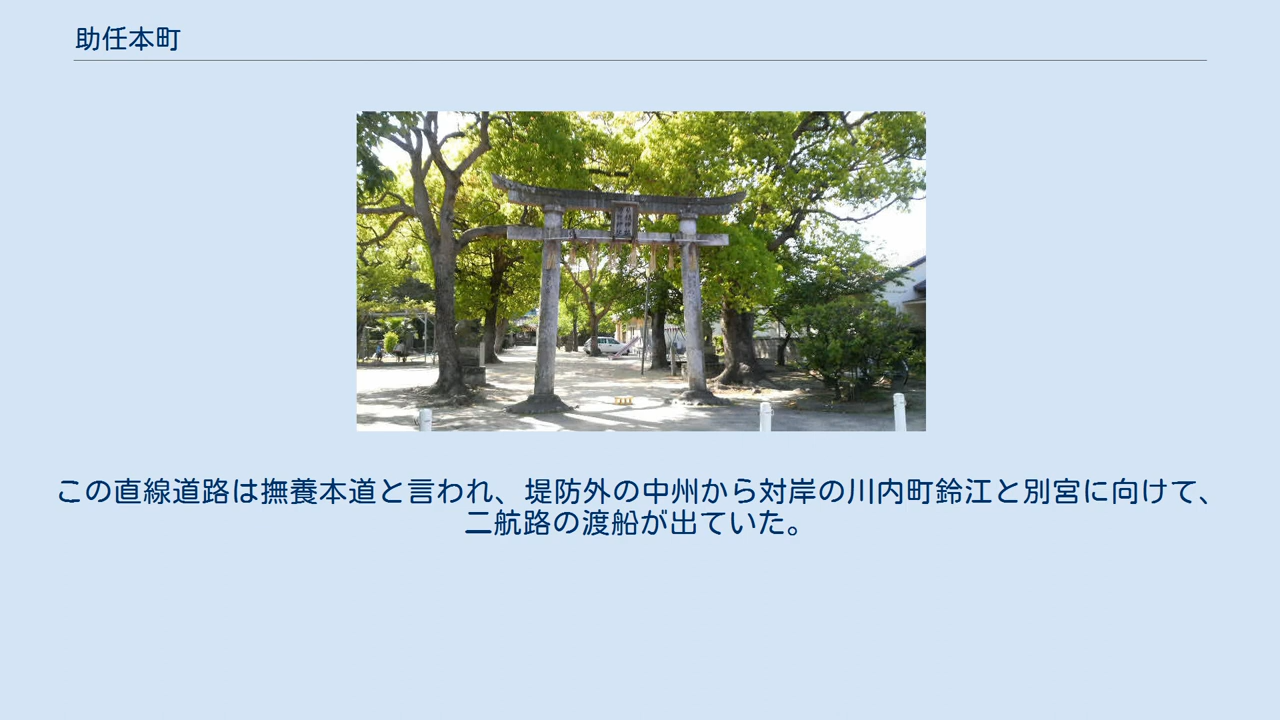 助任本町
この直線道路は撫養本道と言われ、堤防外の中州から対岸の川内町鈴江と別宮に向けて、
二航路の渡船が出ていた。